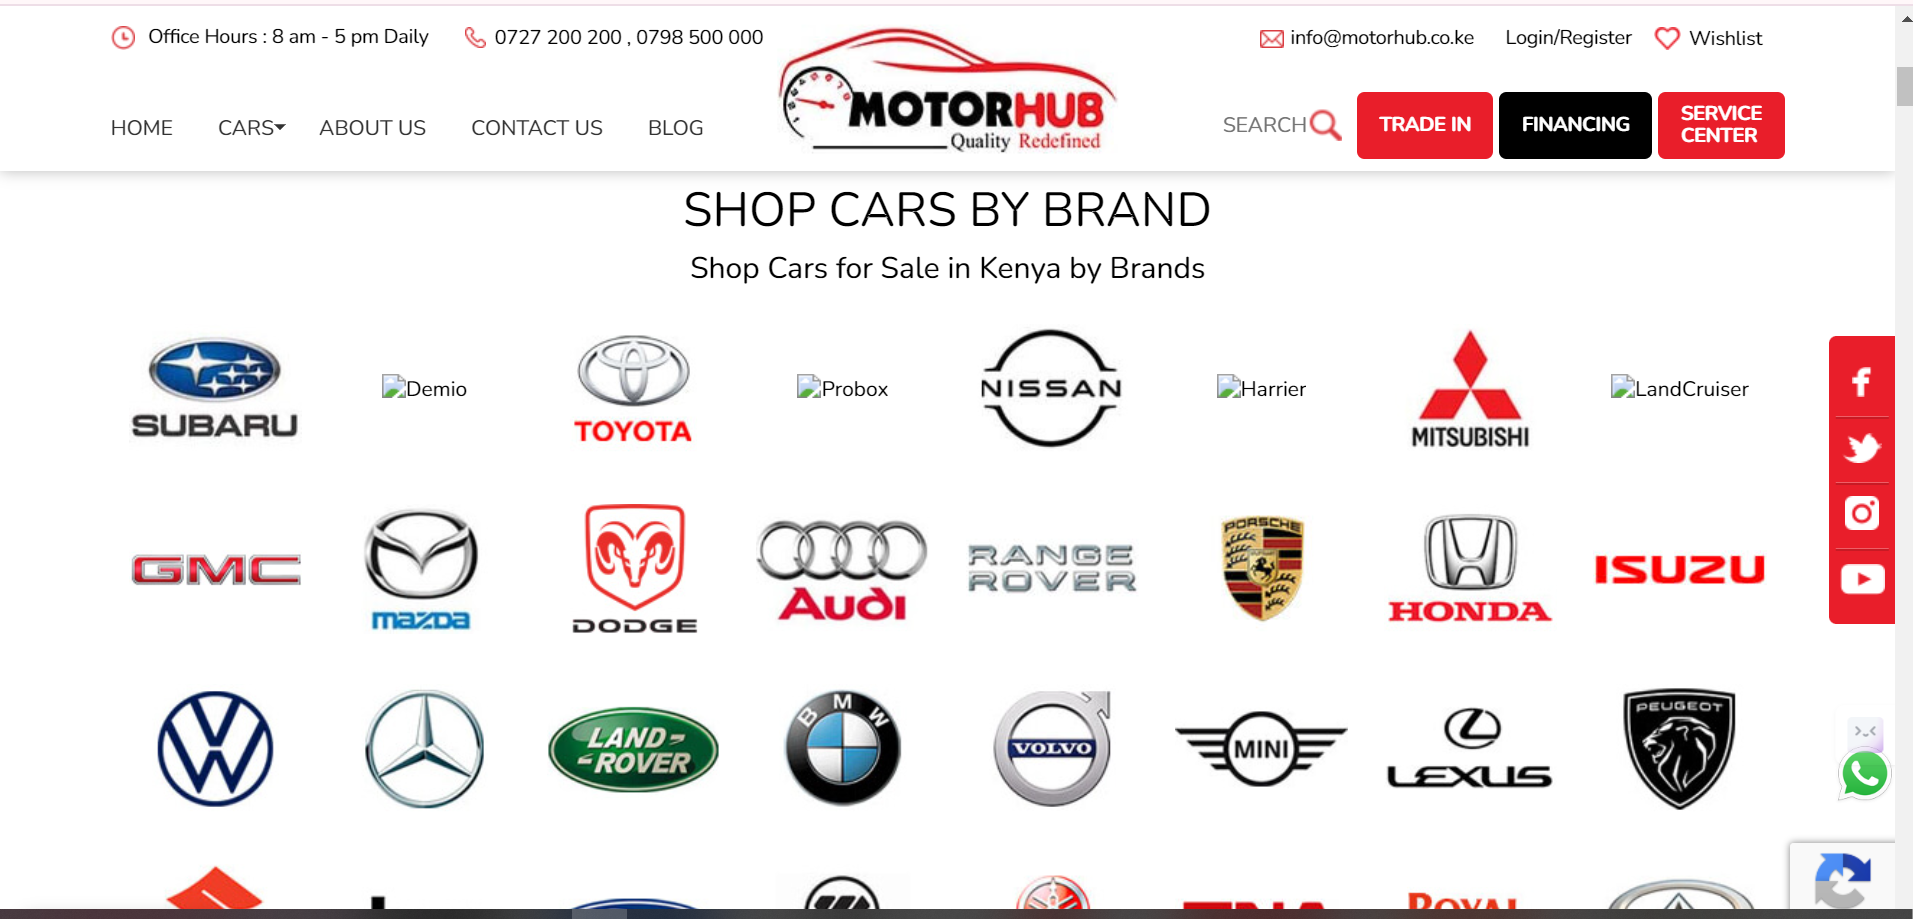 Office Hours : 8 am - 5 pm Daily
0727 200 200 , 0798 500 000
info@motorhub.co.ke
Login/Register
Wishlist
HOME
CARS
ABOUT US
CONTACT US
BLOG
MOTORHUB
Quality Redefined
SEARCH
TRADE IN
FINANCING
SERVICE
CENTER
SHOP CARS BY BRAND
Shop Cars for Sale in Kenya by Brands
SUBARU
Demio
TOYOTA
Probox
NISSAN
Harrier
MITSUBISHI
LandCruiser
GMC
mazda
DODGE
Audi
RANGE
ROVER
PORSCHE
HONDA
ISUZU
LAND-
-ROVER
BMW
VOLVO
MINI
LEXUS
PEUGEOT
ROYAL